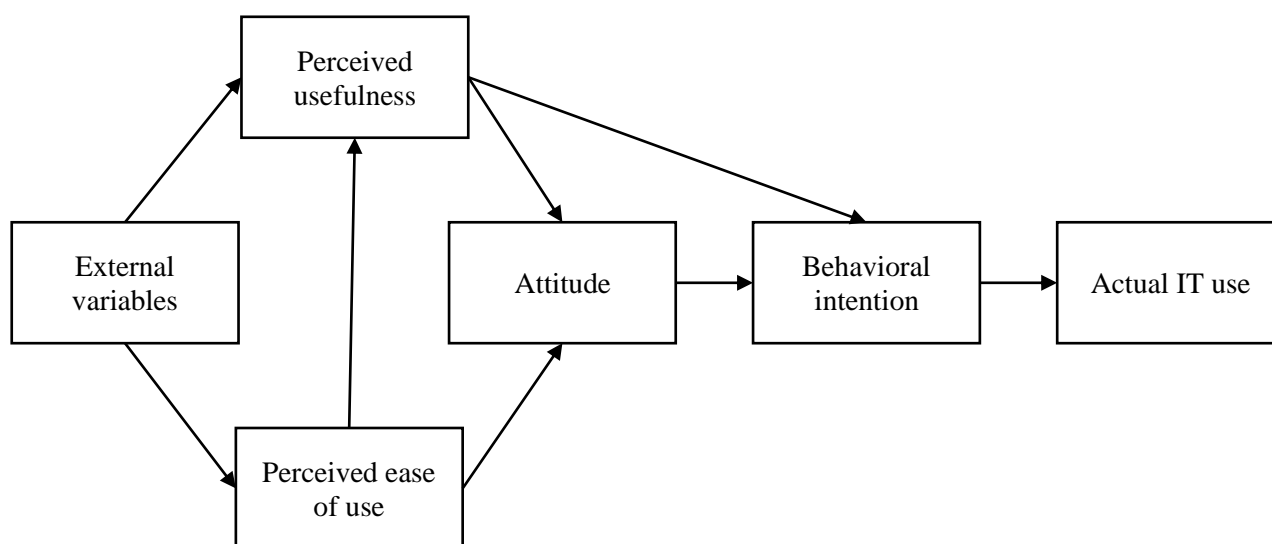 Perceived
usefulness
External
variables
Attitude
Behavioral
intention
Actual IT use
Perceived ease
of use